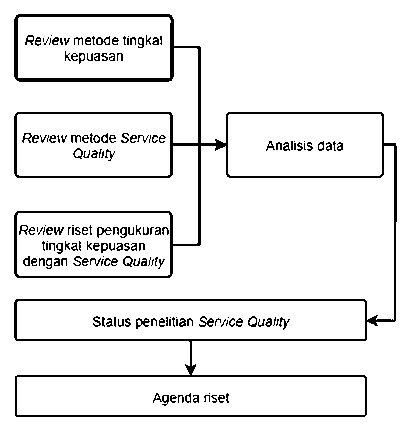 Review metode tingkat
kepuasan
Review metode Service
Quality
Analisis data
Review riset pengukuran
tingkat kepuasan
dengan Service Quality
Status penelitian Service Quality
Agenda riset